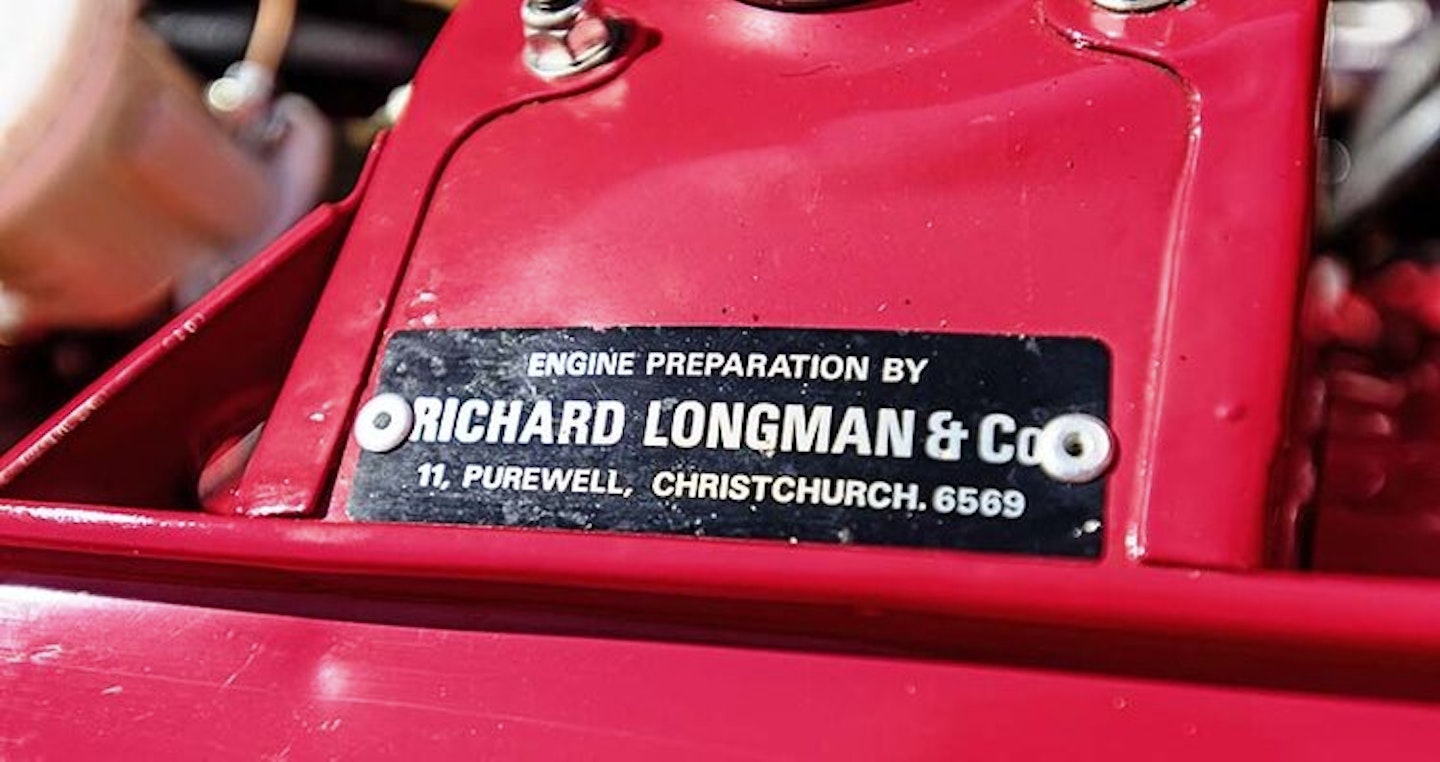 ENGINE PREPARATION BY
RICHARD LONGMAN & Co
11, PUREWELL, CHRISTCHURCH. 6569